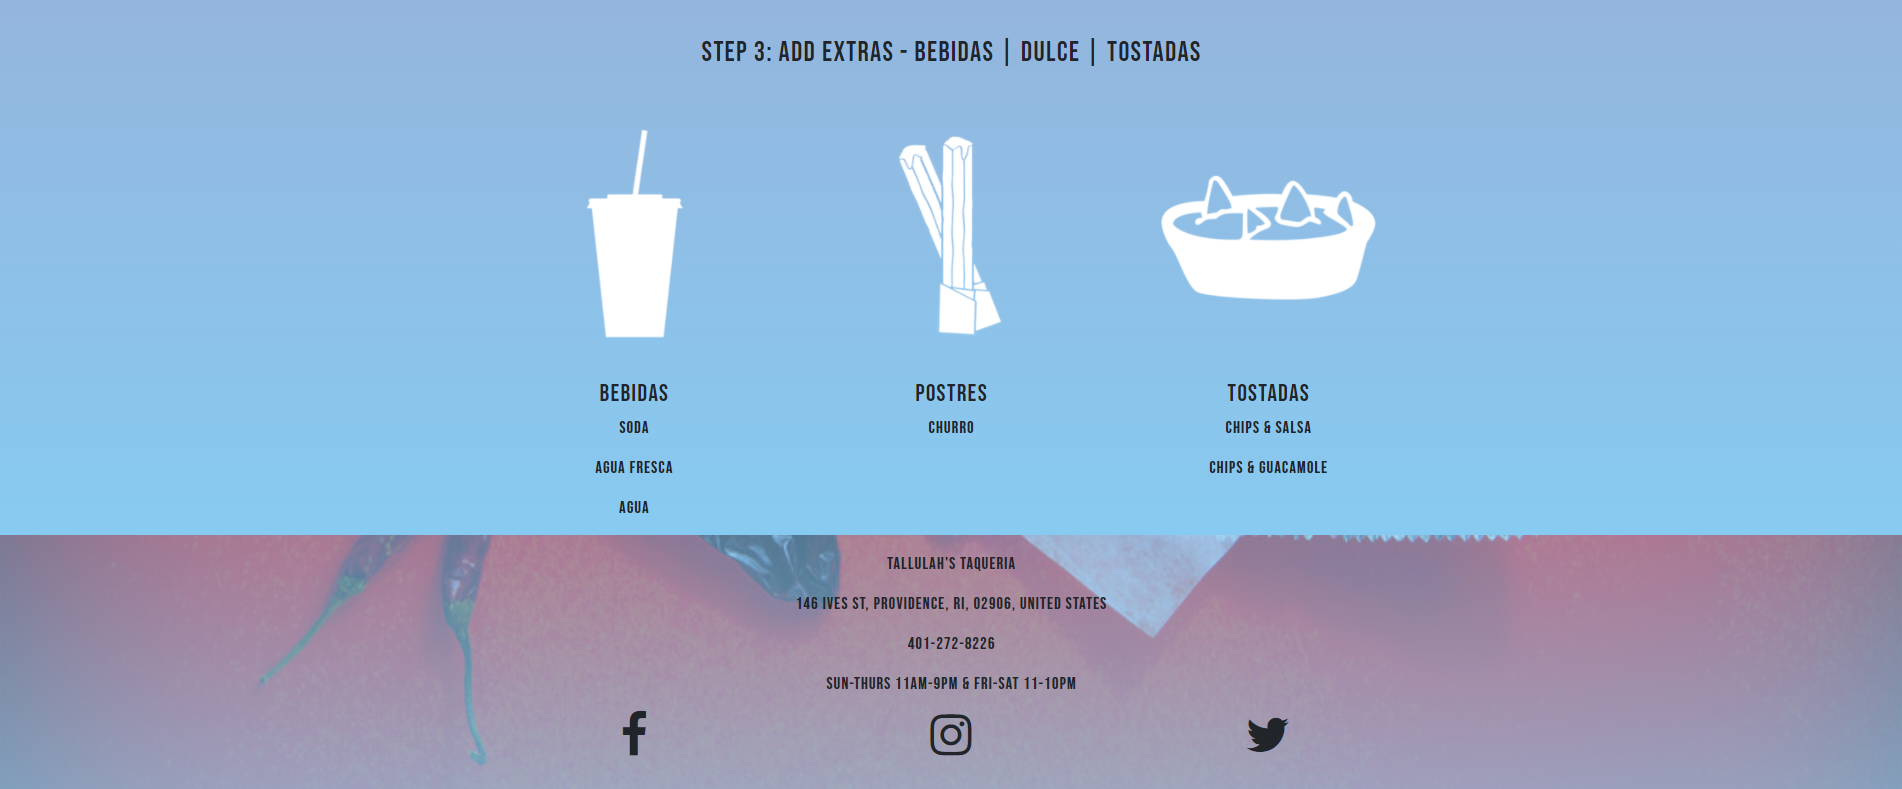 STEP 3: ADD EXTRAS - BEBIDAS | DULCE | TOSTADAS
BEBIDAS
SODA
AGUA FRESCA
AGUA
POSTRES
CHURRO
TOSTADAS
CHIPS & SALSA
CHIPS & GUACAMOLE
TALLULAH'S TAQUERIA
146 IVES ST, PROVIDENCE, RI, 02906, UNITED STATES
401-272-8226
SUN-THURS 11AM-9PM & FRI-SAT 11-10PM